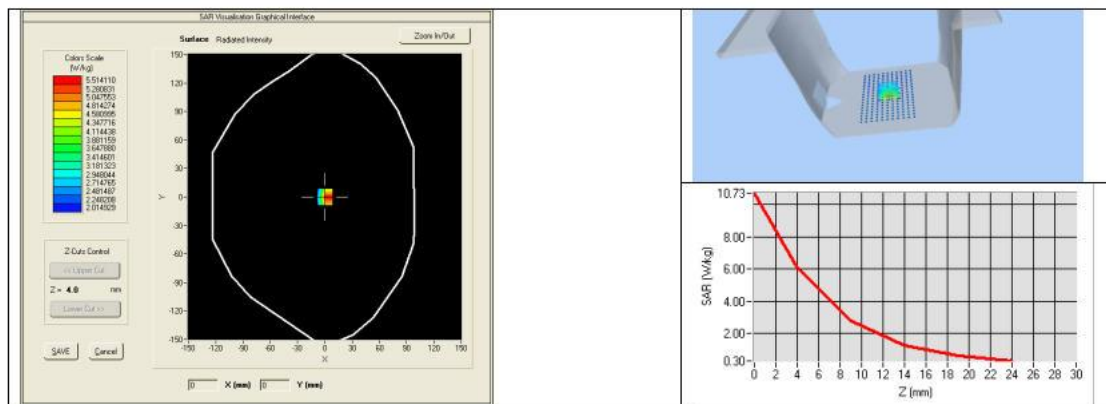 SAR Visualisation Graphical Interface
Surface Radiated Intensity
Zoom In/Out
Colors Scale
(W/kg)
5.514110
5.280831
5.047553
4.814274
4.580995
4.347716
4.114438
3.881159
3.647880
3.414601
3.181323
2.948044
2.714765
2.481487
2.248208
2.014929
150
120
90
60
30
0
-30
-60
-90
-120
-150
Y
-150 -120 -90 -60 -30 0 30 60 90 120 150
X
Z-Cuts Control
<< Upper Cut
Z = 4.0 mm
Lower Cut >>
SAVE Cancel
0 X (mm) 0 Y (mm)
10.73
8.00
6.00
4.00
2.00
0.30
SAR (W/kg)
0 2 4 6 8 10 12 14 16 18 20 22 24 26 28 30
Z (mm)